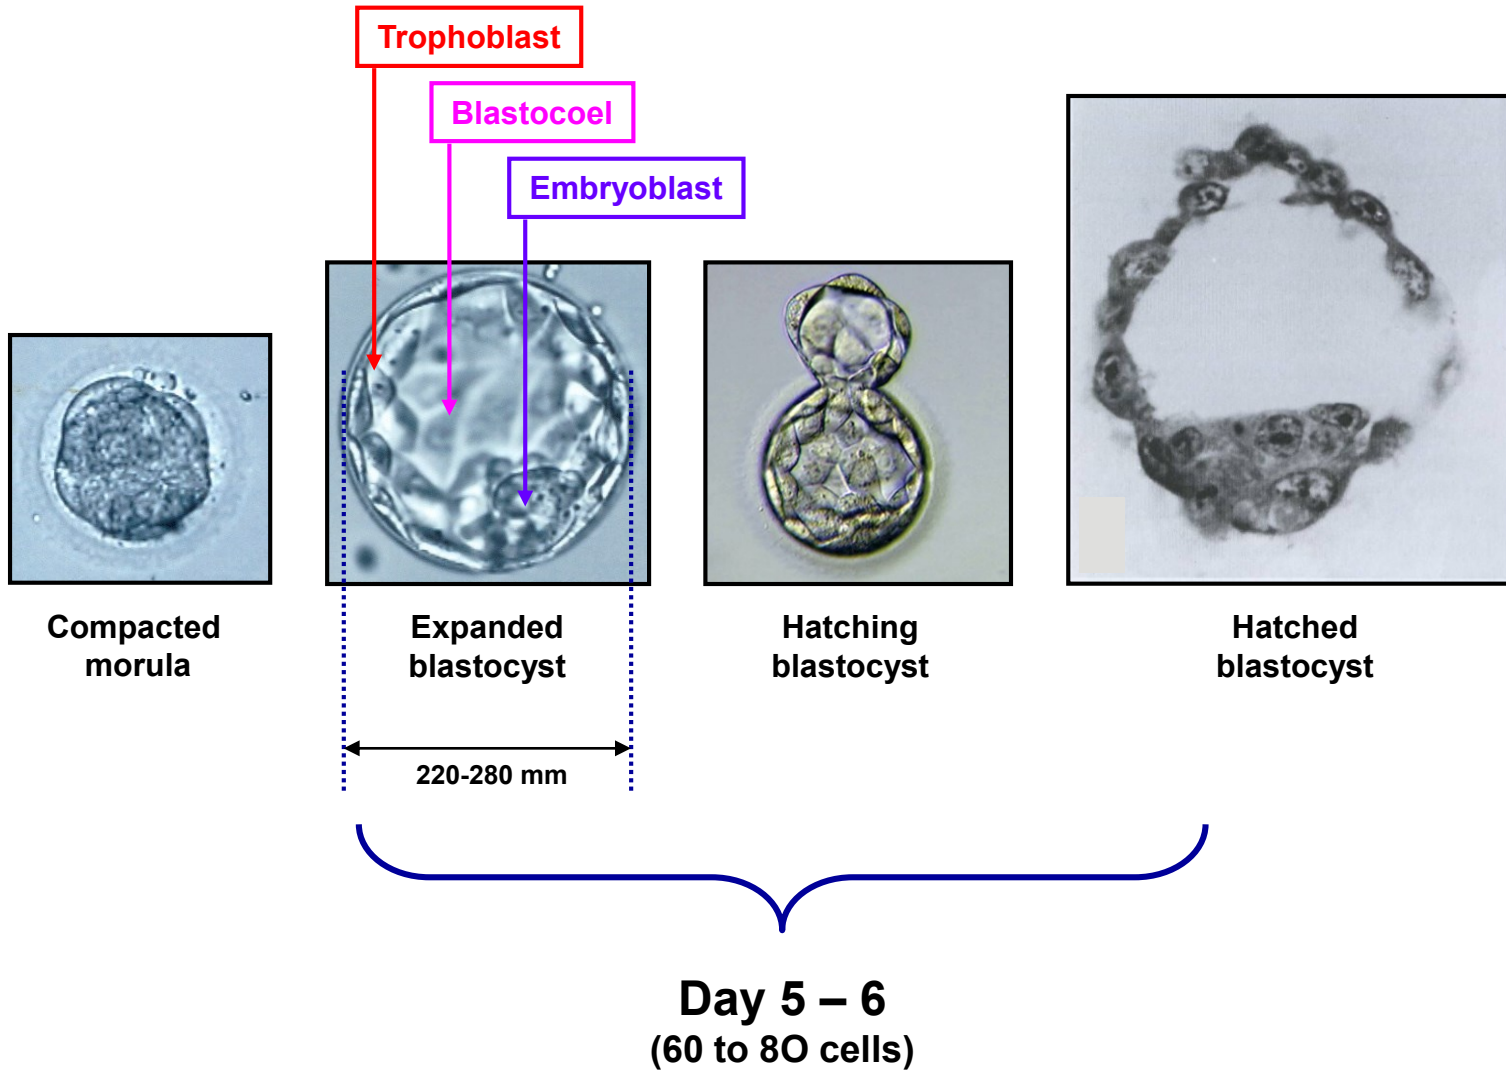 Trophoblast
Blastocoel
Embryoblast
Compacted
morula
Expanded
blastocyst
Hatching
blastocyst
Hatched
blastocyst
220-280 mm
Day 5 – 6
(60 to 8O cells)